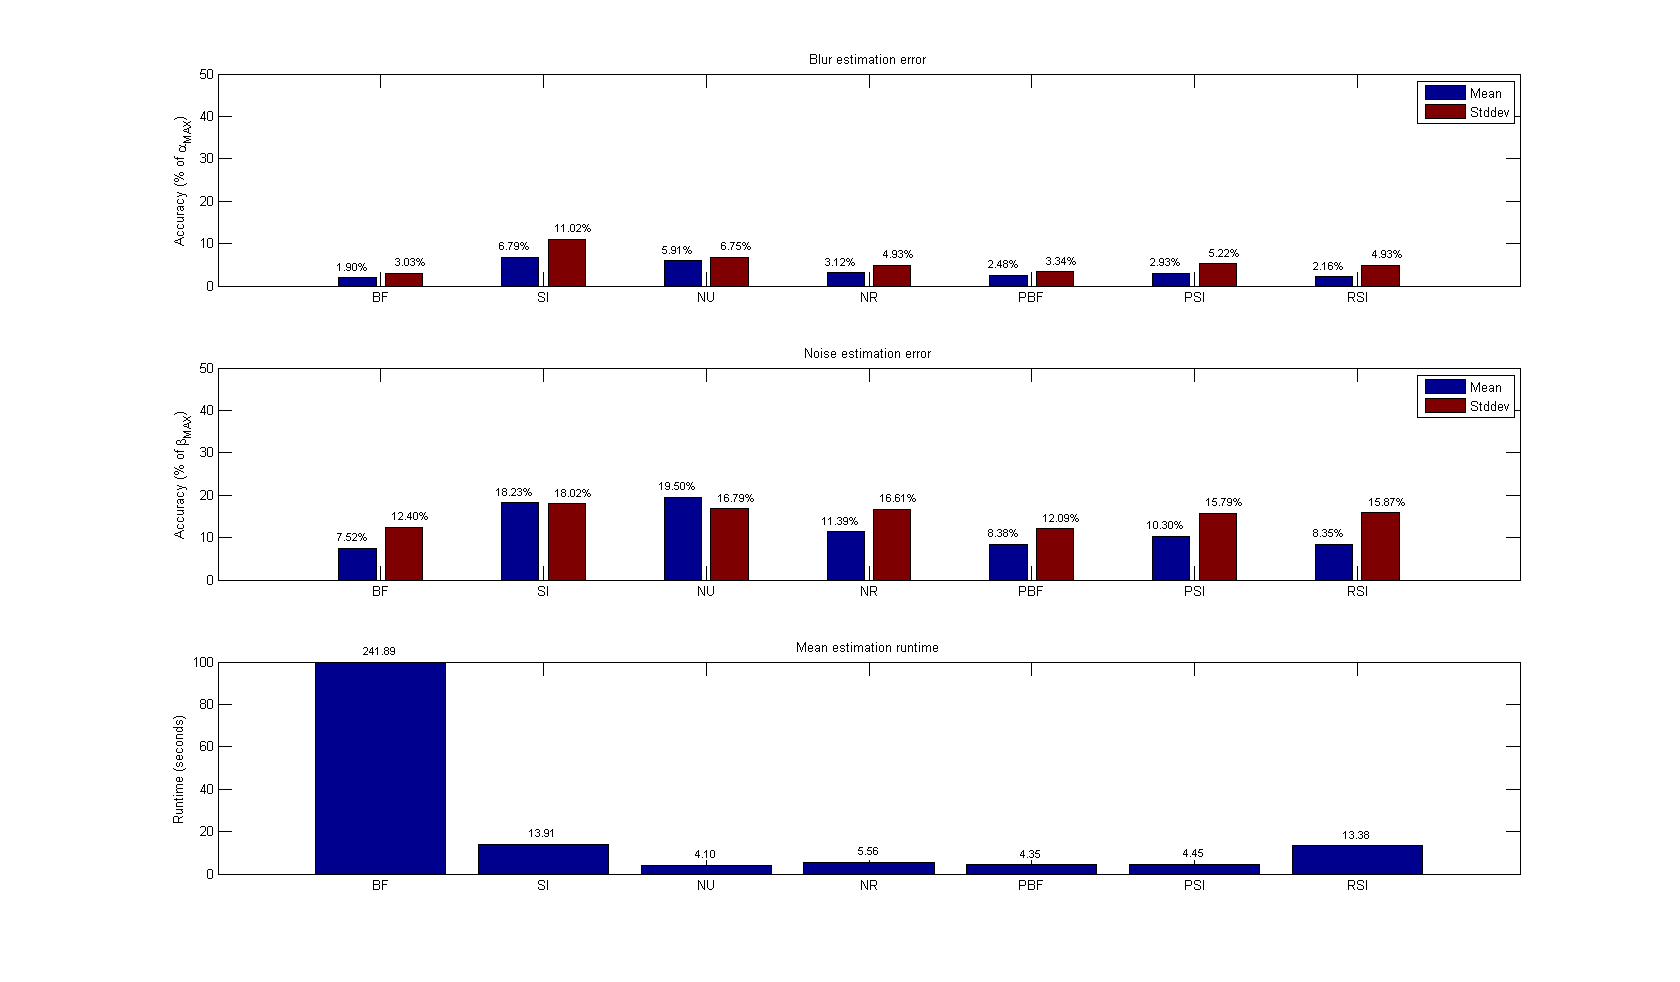 Blur estimation error
Accuracy (% of αMAX)
50
40
30
20
10
0
Mean
Stddev
1.90% 3.03% 6.79% 11.02% 5.91% 6.75% 3.12% 4.93% 2.48% 3.34% 2.93% 5.22% 2.16% 4.93%
BF SI NU NR PBF PSI RSI
Noise estimation error
Accuracy (% of βMAX)
50
40
30
20
10
0
Mean
Stddev
7.52% 12.40% 18.23% 18.02% 19.50% 16.79% 11.39% 16.61% 8.38% 12.09% 10.30% 15.79% 8.35% 15.87%
BF SI NU NR PBF PSI RSI
Mean estimation runtime
Runtime (seconds)
100
80
60
40
20
0
241.89 13.91 4.10 5.56 4.35 4.45 13.38
BF SI NU NR PBF PSI RSI